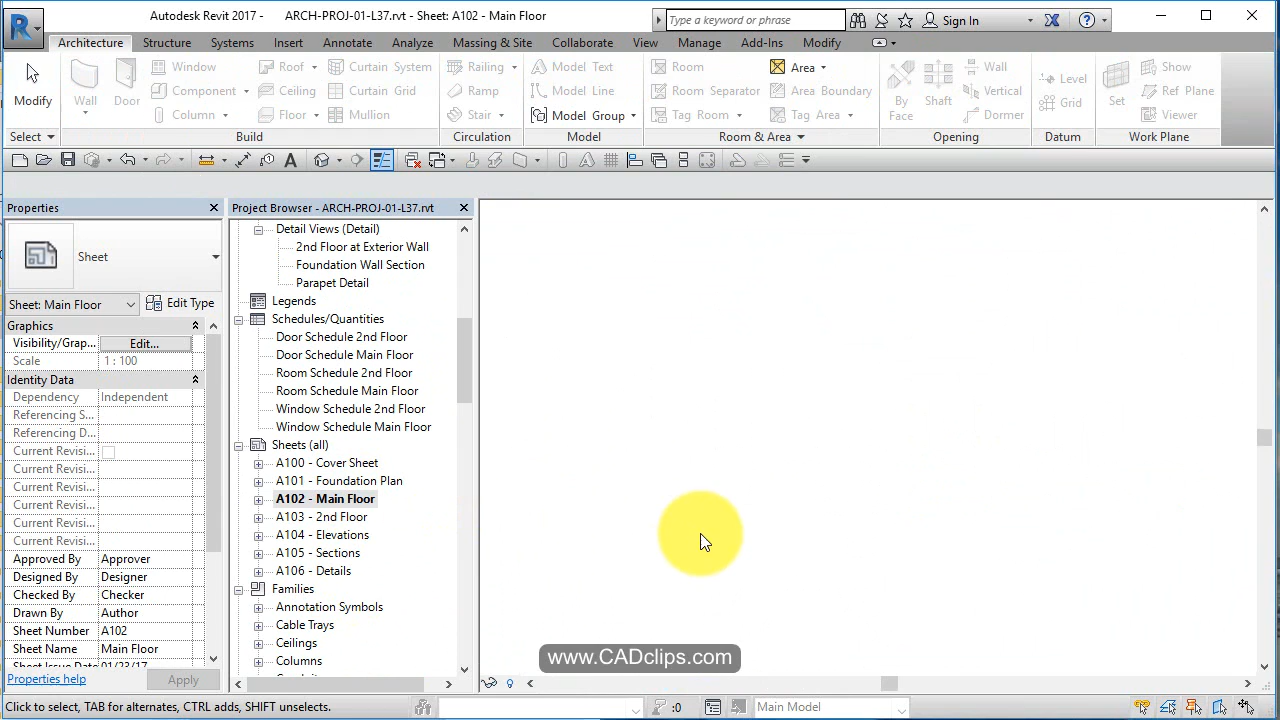 Autodesk Revit 2017 - ARCH-PROJ-01-L37.rvt - Sheet: A102 - Main Floor
Type a keyword or phrase
Sign In
Architecture Structure Systems Insert Annotate Analyze Massing & Site Collaborate View Manage Add-Ins Modify
Modify
Select
Wall
Door
Window
Component
Column
Roof
Ceiling
Floor
Curtain System
Curtain Grid
Mullion
Build
Railing
Ramp
Stair
Circulation
Model Text
Model Line
Model Group
Model
Room
Room Separator
Tag Room
Area
Area Boundary
Tag Area
Room & Area
By
Face
Shaft
Wall
Vertical
Dormer
Opening
Level
Grid
Datum
Set
Show
Ref Plane
Viewer
Work Plane
Properties
Sheet
Sheet: Main Floor
Edit Type
Graphics
Visibility/Grap... Edit...
Scale 1 : 100
Identity Data
Dependency Independent
Referencing S...
Referencing D...
Current Revisi...
Current Revisi...
Current Revisi...
Current Revisi...
Current Revisi...
Current Revisi...
Approved By Approver
Designed By Designer
Checked By Checker
Drawn By Author
Sheet Number A102
Sheet Name Main Floor
Sheet Issue Date 01/23/17
Properties help
Apply
Project Browser - ARCH-PROJ-01-L37.rvt
Detail Views (Detail)
2nd Floor at Exterior Wall
Foundation Wall Section
Parapet Detail
Legends
Schedules/Quantities
Door Schedule 2nd Floor
Door Schedule Main Floor
Room Schedule 2nd Floor
Room Schedule Main Floor
Window Schedule 2nd Floor
Window Schedule Main Floor
Sheets (all)
A100 - Cover Sheet
A101 - Foundation Plan
A102 - Main Floor
A103 - 2nd Floor
A104 - Elevations
A105 - Sections
A106 - Details
Families
Annotation Symbols
Cable Trays
Ceilings
Columns
www.CADclips.com
Click to select, TAB for alternates, CTRL adds, SHIFT unselects.
:0
Main Model